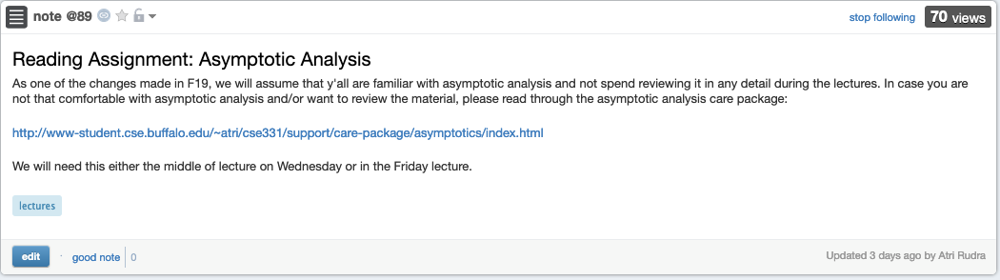 note @89
stop following
70 views
Reading Assignment: Asymptotic Analysis
As one of the changes made in F19, we will assume that y'all are familiar with asymptotic analysis and not spend reviewing it in any detail during the lectures. In case you are
not that comfortable with asymptotic analysis and/or want to review the material, please read through the asymptotic analysis care package:
http://www-student.cse.buffalo.edu/~atri/cse331/support/care-package/asymptotics/index.html
We will need this either the middle of lecture on Wednesday or in the Friday lecture.
lectures
edit · good note 0
Updated 3 days ago by Atri Rudra